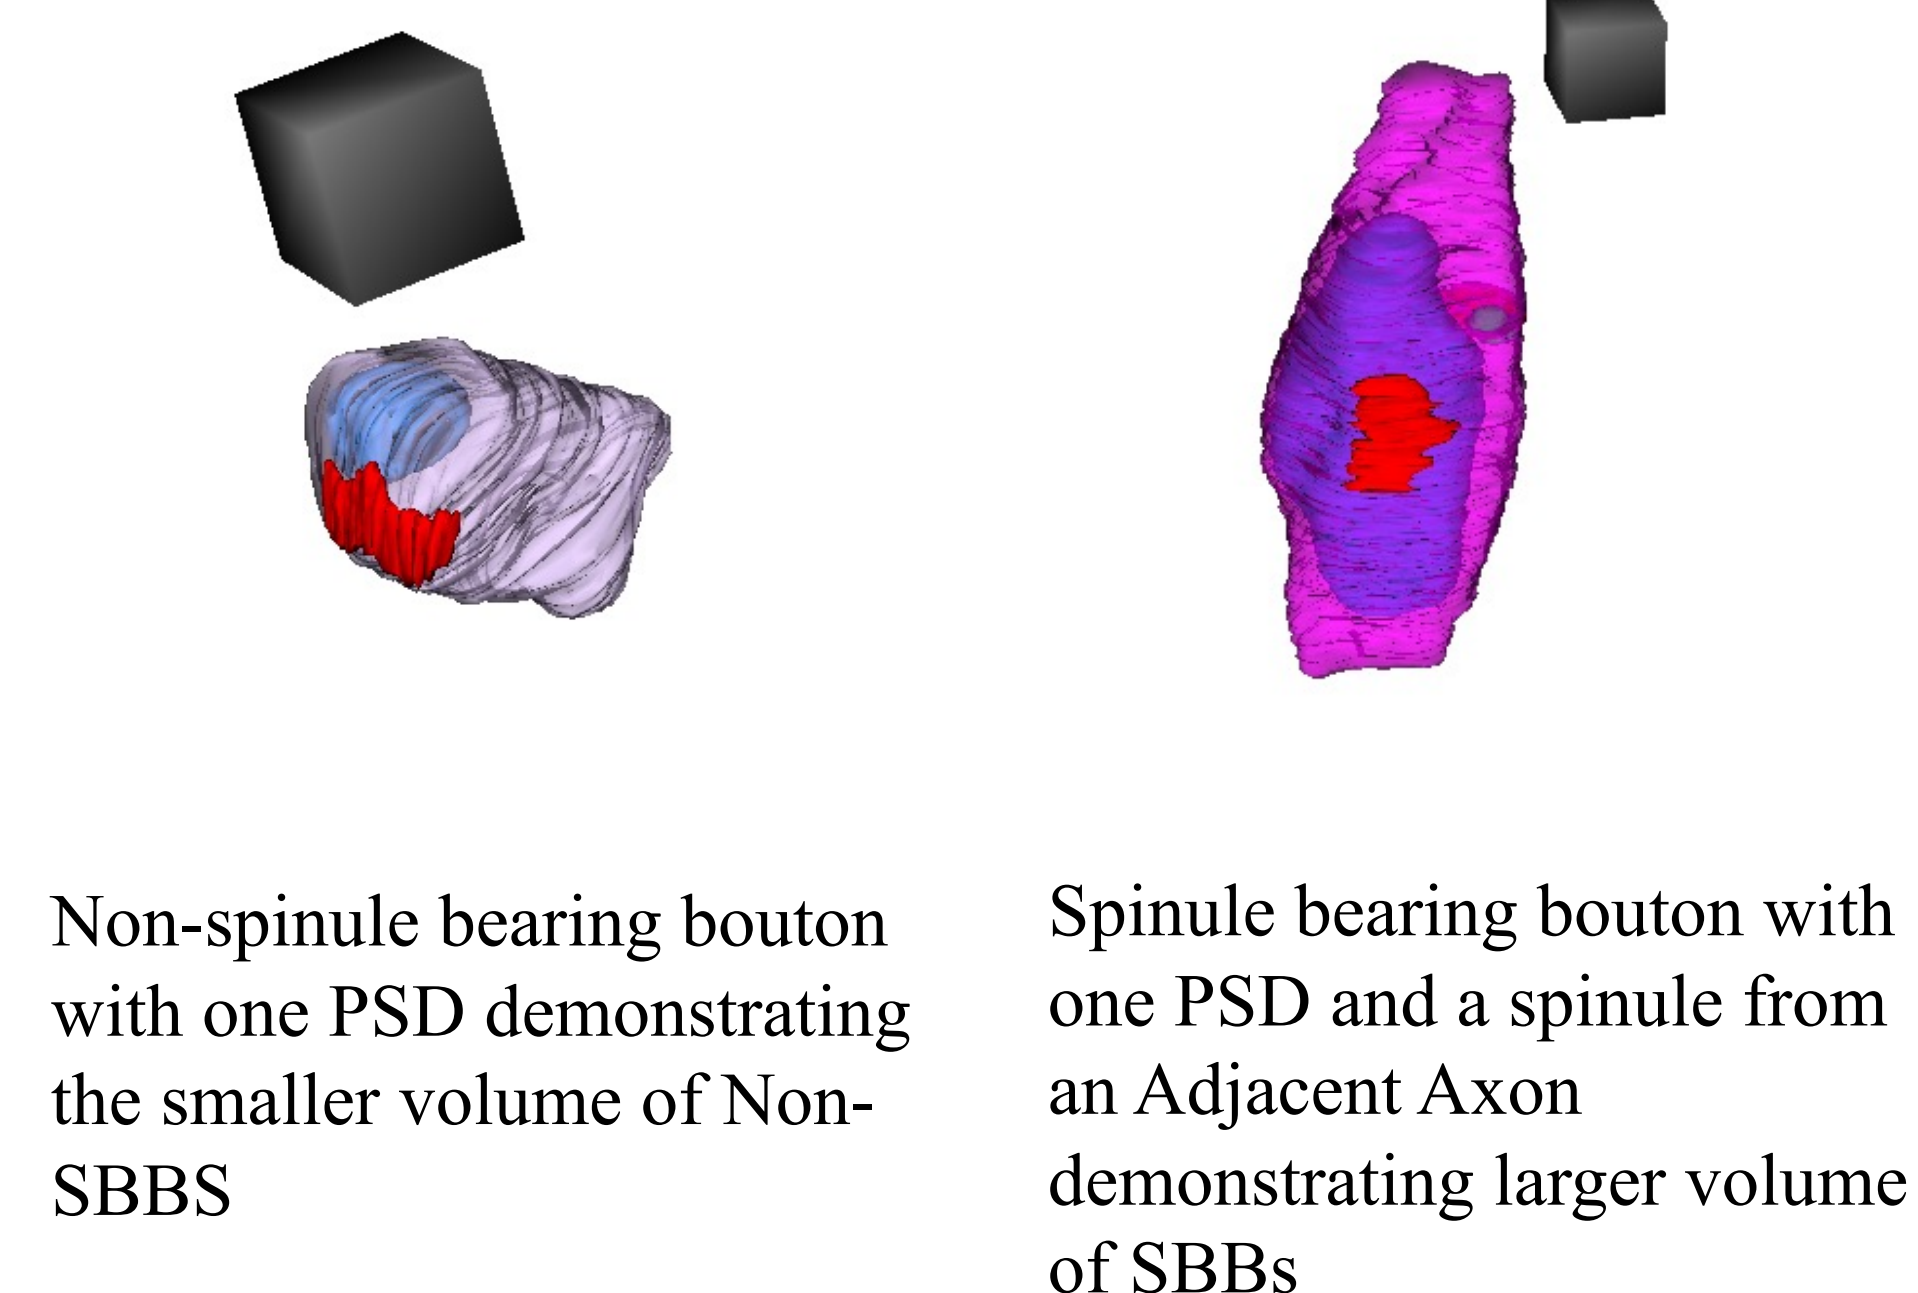 Non-spinule bearing bouton
with one PSD demonstrating
the smaller volume of Non-
SBBS
Spinule bearing bouton with
one PSD and a spinule from
an Adjacent Axon
demonstrating larger volume
of SBBs